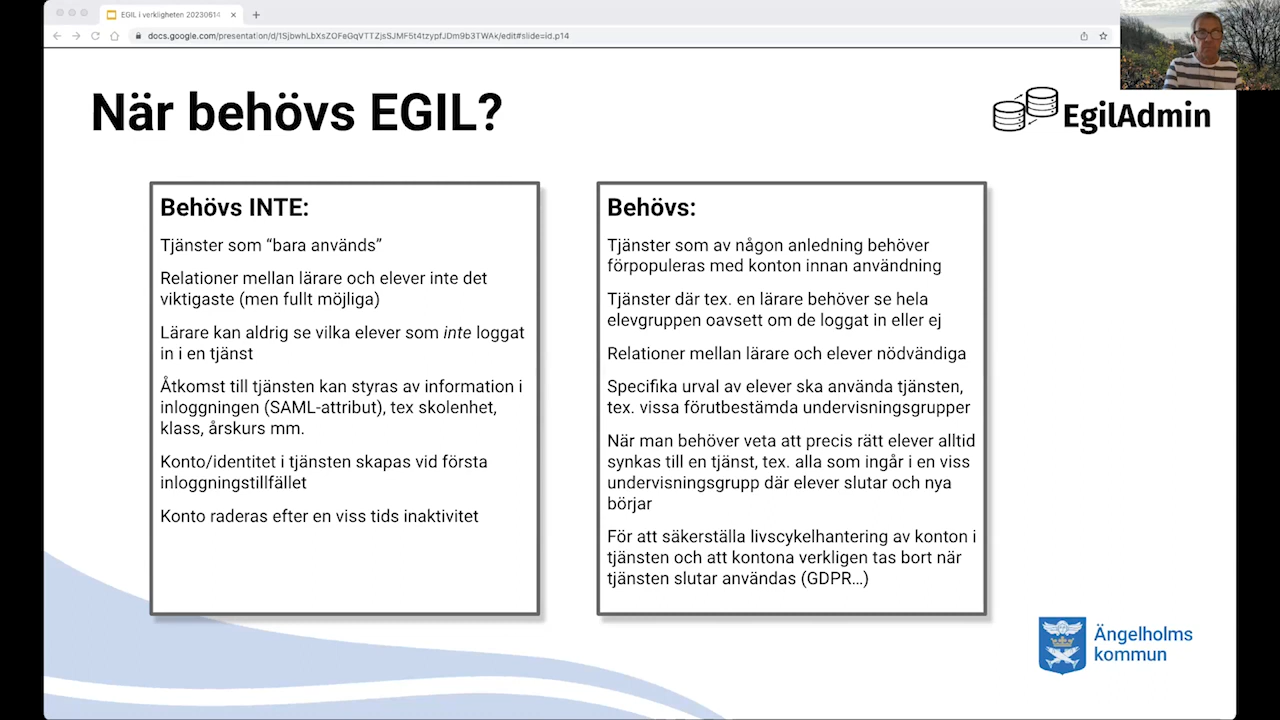 EGIL i verkligheten 20230614
docs.google.com/presentation/d/1SjbwhLbXsZOFeGqVTTZjsSJMF5t4tzypfJDm9b3TWAk/edit#slide=id.p14
När behövs EGIL?
EgilAdmin
Behövs INTE:
Tjänster som “bara används”
Relationer mellan lärare och elever inte det
viktigaste (men fullt möjliga)
Lärare kan aldrig se vilka elever som inte loggat
in i en tjänst
Åtkomst till tjänsten kan styras av information i
inloggningen (SAML-attribut), tex skolenhet,
klass, årskurs mm.
Konto/identitet i tjänsten skapas vid första
inloggningstillfället
Konto raderas efter en viss tids inaktivitet
Behövs:
Tjänster som av någon anledning behöver
förpopuleras med konton innan användning
Tjänster där tex. en lärare behöver se hela
elevgruppen oavsett om de loggat in eller ej
Relationer mellan lärare och elever nödvändiga
Specifika urval av elever ska använda tjänsten,
tex. vissa förutbestämda undervisningsgrupper
När man behöver veta att precis rätt elever alltid
synkas till en tjänst, tex. alla som ingår i en viss
undervisningsgrupp där elever slutar och nya
börjar
För att säkerställa livscykelhantering av konton i
tjänsten och att kontona verkligen tas bort när
tjänsten slutar användas (GDPR…)
Ängelholms
kommun